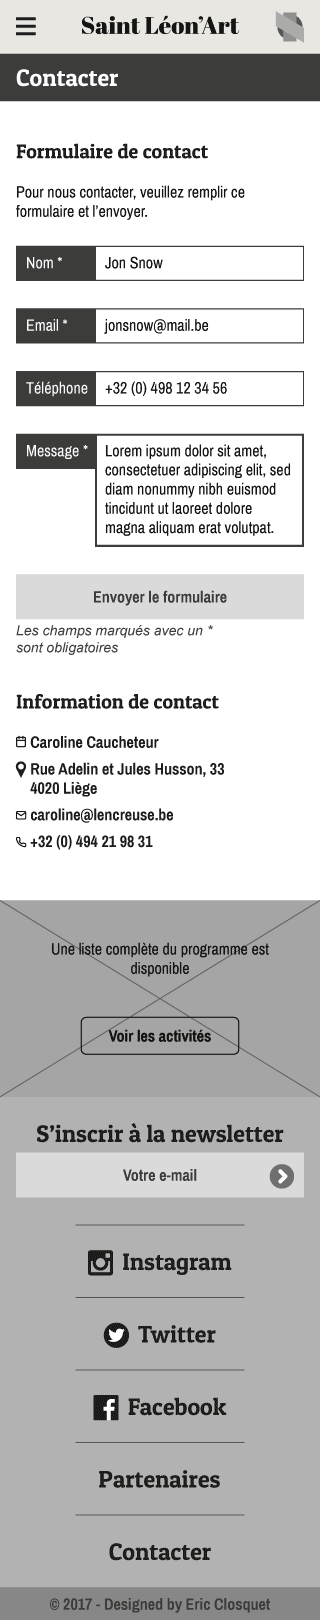 Saint Léon'Art
Contacter
Formulaire de contact
Pour nous contacter, veuillez remplir ce
formulaire et l'envoyer.
Nom * Jon Snow
Email * jonsnow@mail.be
Téléphone +32 (0) 498 12 34 56
Message * Lorem ipsum dolor sit amet,
consectetuer adipiscing elit, sed
diam nonummy nibh euismod
tincidunt ut laoreet dolore
magna aliquam erat volutpat.
Envoyer le formulaire
Les champs marqués avec un *
sont obligatoires
Information de contact
Caroline Caucheteur
Rue Adelin et Jules Husson, 33
4020 Liège
caroline@lencreuse.be
+32 (0) 494 21 98 31
Une liste complète du programme est
disponible
Voir les activités
S'inscrir à la newsletter
Votre e-mail
Instagram
Twitter
Facebook
Partenaires
Contacter
© 2017 - Designed by Eric Closquet